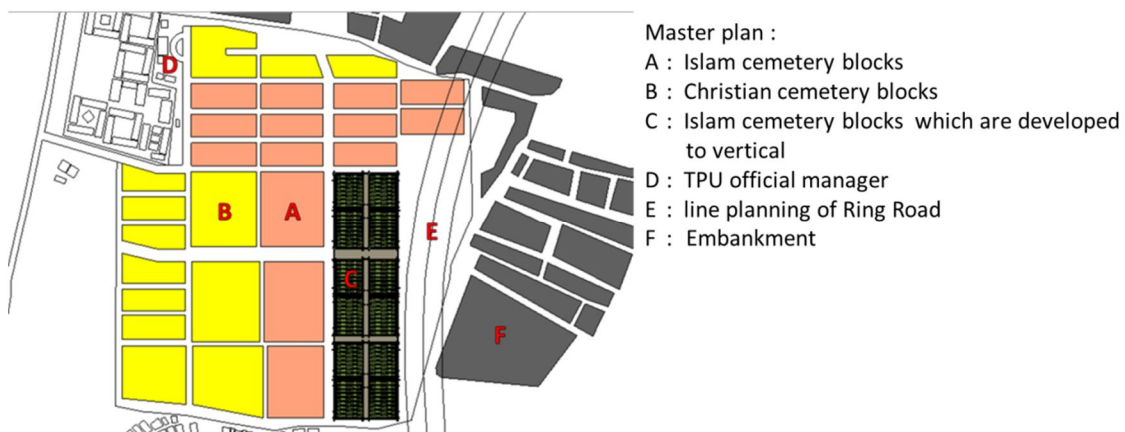 Master plan :
A : Islam cemetery blocks
B : Christian cemetery blocks
C : Islam cemetery blocks which are developed
to vertical
D : TPU official manager
E : line planning of Ring Road
F : Embankment
D
B
A
E
C
F